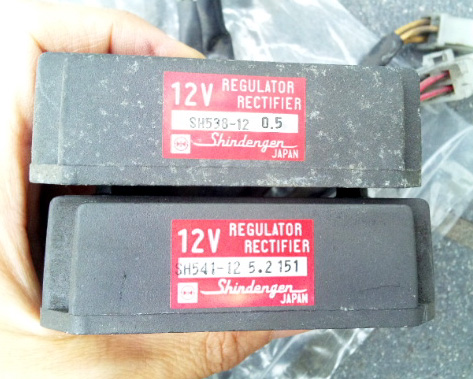 12V REGULATOR
RECTIFIER
SH538-12 0.5
Shindengen
JAPAN
12V REGULATOR
RECTIFIER
SH541-12 5.2 151
Shindengen
JAPAN